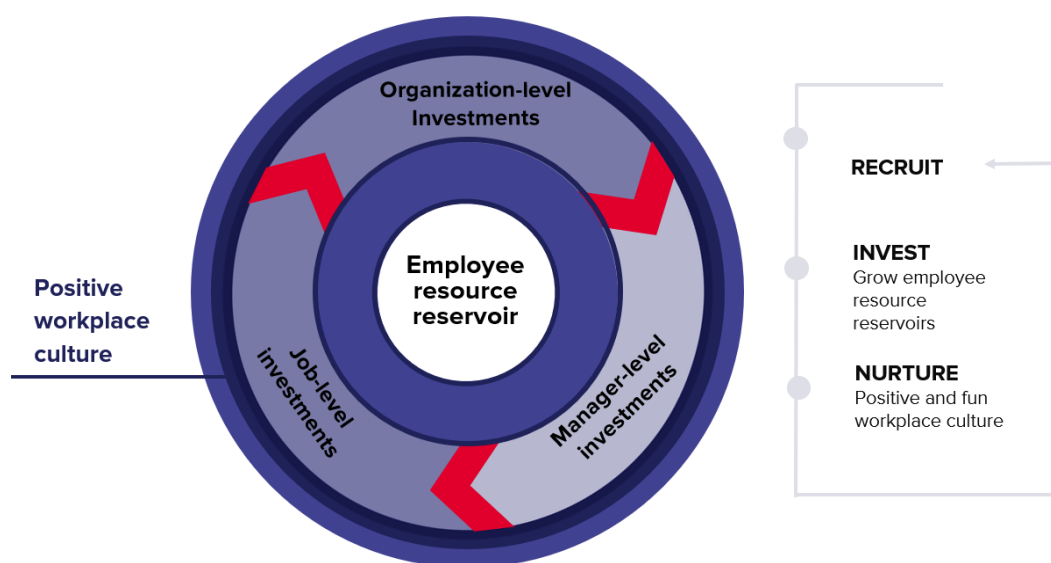 Organization-level
Investments
Employee
resource
reservoir
Manager-level
investments
Job-level
investments
Positive
workplace
culture
RECRUIT
INVEST
Grow employee
resource
reservoirs
NURTURE
Positive and fun
workplace culture